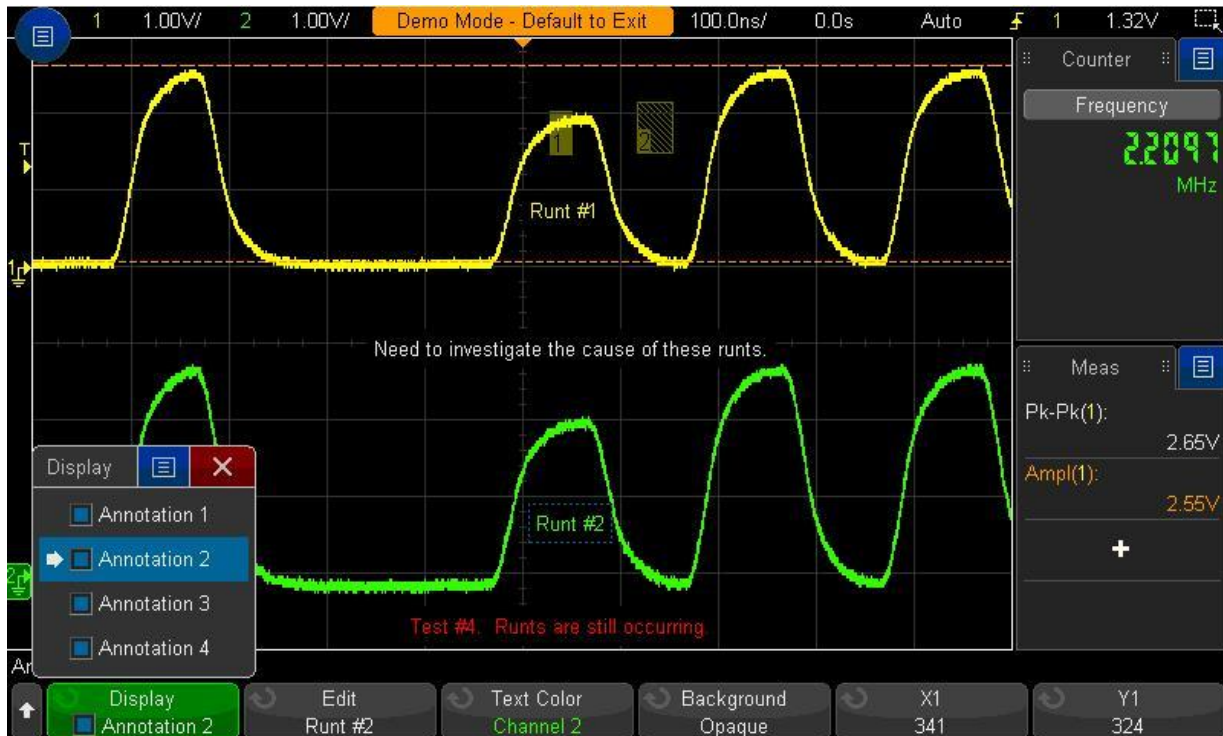 1 1.00V/ 2 1.00V/ Demo Mode - Default to Exit 100.0ns/ 0.0s Auto 1 1.32V
Counter
Frequency
2.2097
MHz
T
1
2
Runt #1
1
Need to investigate the cause of these runts.
Meas
Pk-Pk(1):
2.65V
Ampl(1):
2.55V
+
Display
Annotation 1
Annotation 2
Annotation 3
Annotation 4
Runt #2
2
Test #4. Runts are still occurring.
An
Display
Annotation 2
Edit
Runt #2
Text Color
Channel 2
Background
Opaque
X1
341
Y1
324